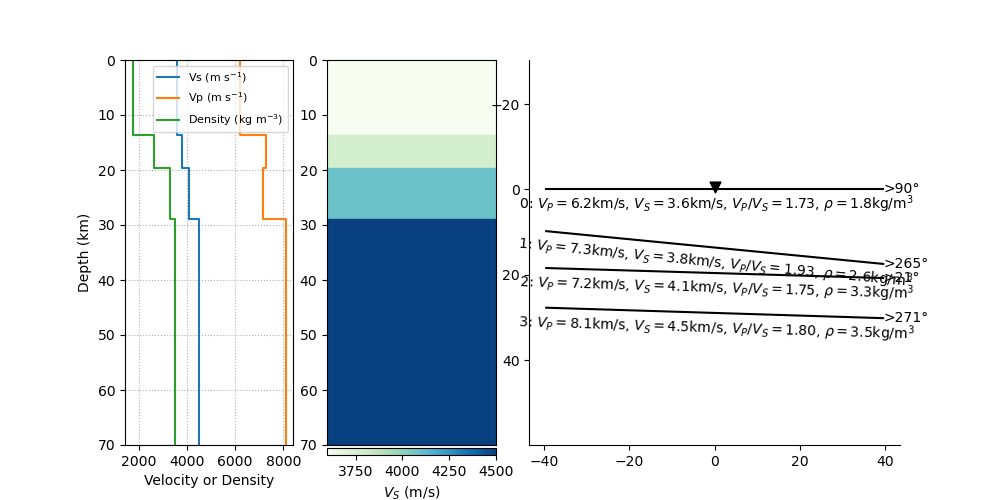 0
10
20
30
40
50
60
70
Depth (km)
2000 4000 6000 8000
Velocity or Density
Vs (m s⁻¹)
Vp (m s⁻¹)
Density (kg m⁻³)
0
10
20
30
40
50
60
70
3750 4000 4250 4500
V_S (m/s)
−20
0
20
40
−40 −20 0 20 40
>90°
0: V_P = 6.2km/s, V_S = 3.6km/s, V_P/V_S = 1.73, ρ = 1.8kg/m³
>265°
1: V_P = 7.3km/s, V_S = 3.8km/s, V_P/V_S = 1.93, ρ = 2.6kg/m³
2: V_P = 7.2km/s, V_S = 4.1km/s, V_P/V_S = 1.75, ρ = 3.3kg/m³
>271°
3: V_P = 8.1km/s, V_S = 4.5km/s, V_P/V_S = 1.80, ρ = 3.5kg/m³